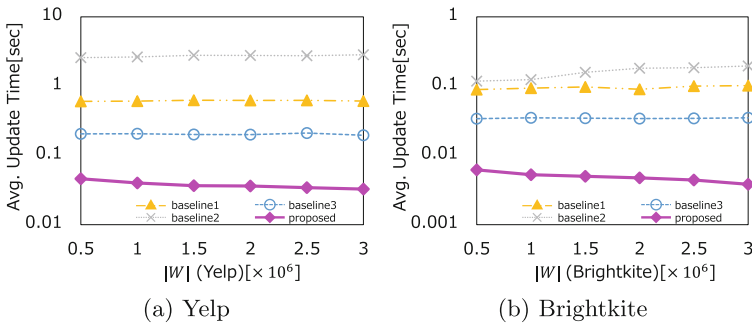 10
1
0.1
0.01
Avg. Update Time[sec]
baseline1
baseline2
baseline3
proposed
0.5 1 1.5 2 2.5 3
|W| (Yelp)[× 10⁶]
(a) Yelp
1
0.1
0.01
0.001
Avg. Update Time[sec]
baseline1
baseline2
baseline3
proposed
0.5 1 1.5 2 2.5 3
|W| (Brightkite)[× 10⁶]
(b) Brightkite